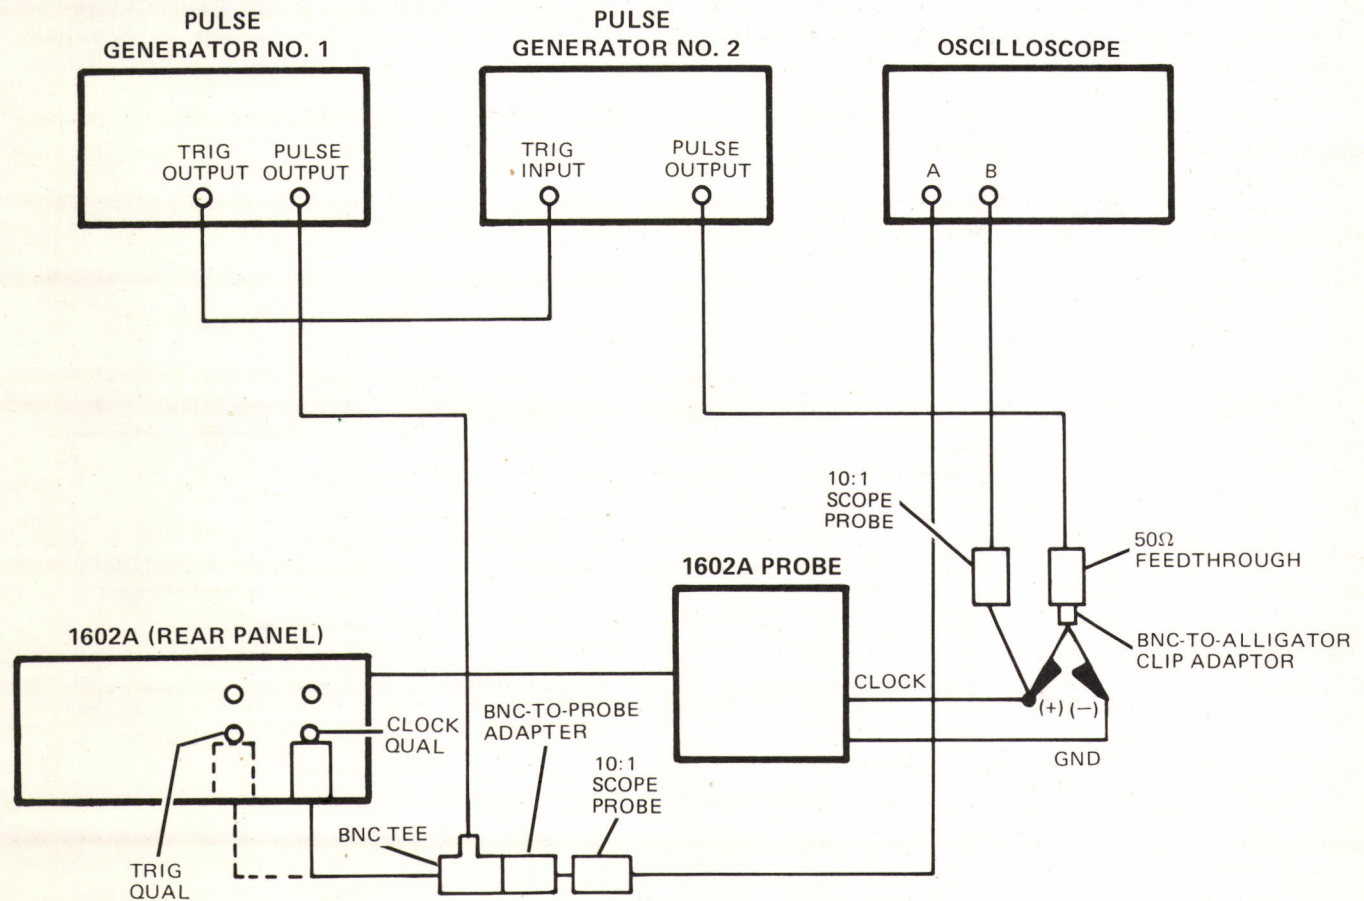 PULSE
GENERATOR NO. 1
PULSE
GENERATOR NO. 2
OSCILLOSCOPE
TRIG
OUTPUT
PULSE
OUTPUT
TRIG
INPUT
PULSE
OUTPUT
A
B
10:1
SCOPE
PROBE
50Ω
FEEDTHROUGH
1602A PROBE
BNC-TO-ALLIGATOR
CLIP ADAPTOR
1602A (REAR PANEL)
CLOCK
(+) (—)
GND
CLOCK
QUAL
BNC-TO-PROBE
ADAPTER
10:1
SCOPE
PROBE
BNC TEE
TRIG
QUAL